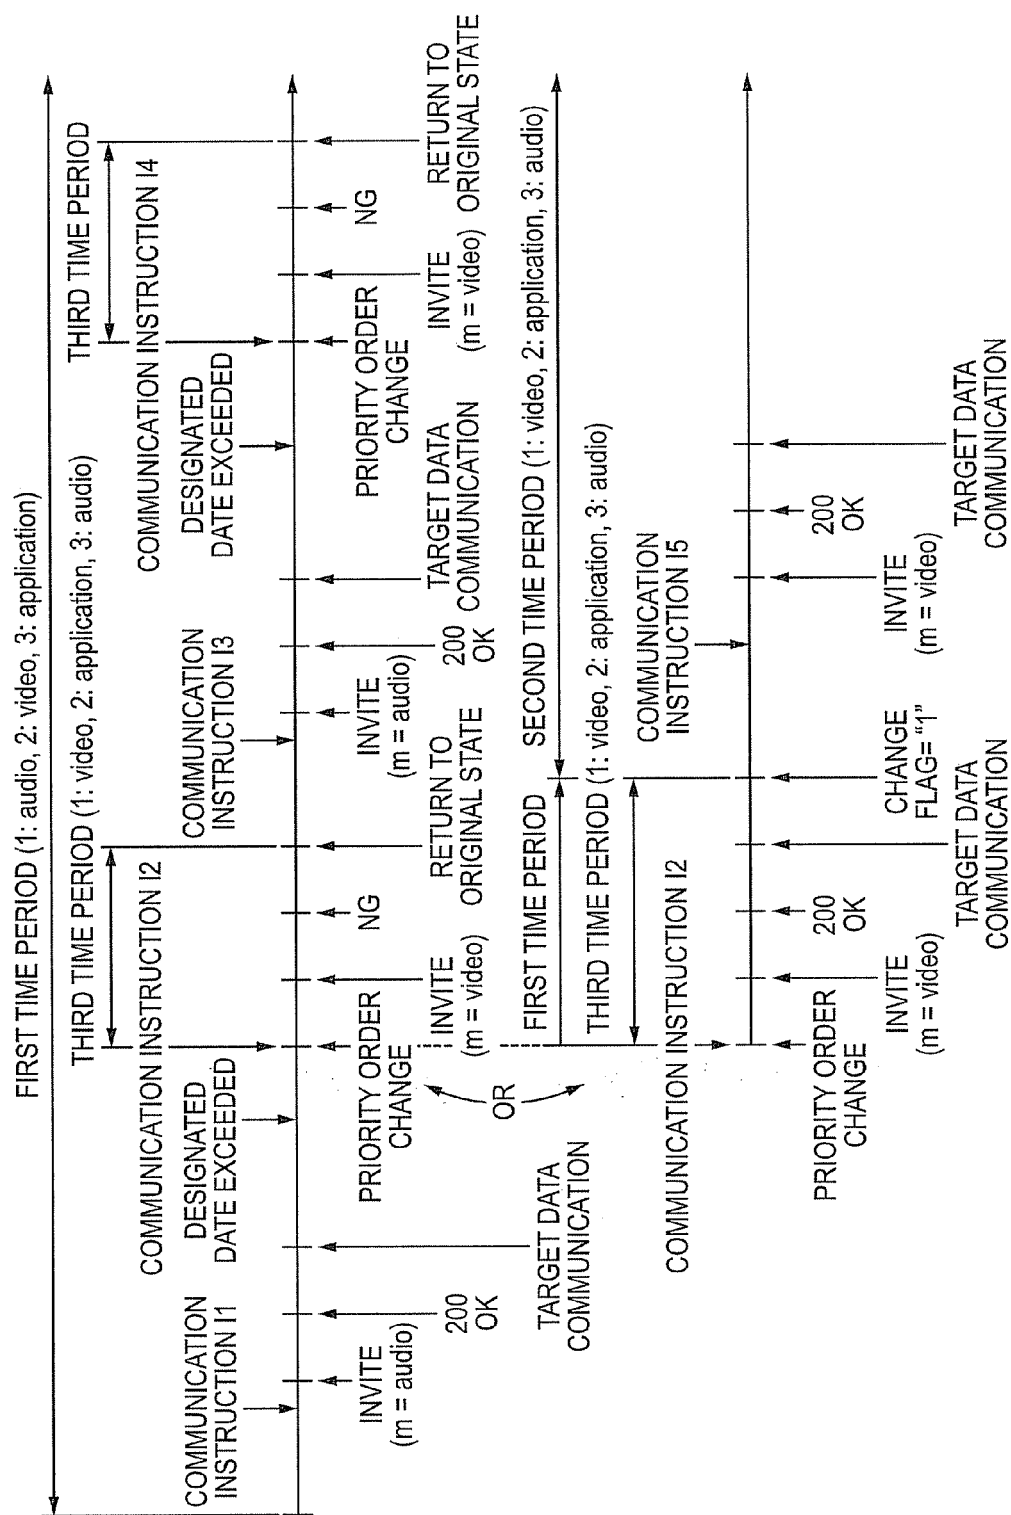 FIRST TIME PERIOD (1: audio, 2: video, 3: application)
THIRD TIME PERIOD (1: video, 2: application, 3: audio)
THIRD TIME PERIOD
COMMUNICATION
INSTRUCTION I1
COMMUNICATION INSTRUCTION I2
DESIGNATED
DATE EXCEEDED
COMMUNICATION
INSTRUCTION I3
COMMUNICATION INSTRUCTION I4
DESIGNATED
DATE EXCEEDED
INVITE
(m = audio)
200
OK
TARGET DATA
COMMUNICATION
PRIORITY ORDER
CHANGE
INVITE
(m = video)
NG
RETURN TO
ORIGINAL STATE
INVITE
(m = audio)
200
OK
TARGET DATA
COMMUNICATION
PRIORITY ORDER
CHANGE
INVITE
(m = video)
NG
RETURN TO
ORIGINAL STATE
OR
FIRST TIME PERIOD
SECOND TIME PERIOD (1: video, 2: application, 3: audio)
THIRD TIME PERIOD (1: video, 2: application, 3: audio)
COMMUNICATION INSTRUCTION I2
COMMUNICATION
INSTRUCTION I5
PRIORITY ORDER
CHANGE
INVITE
(m = video)
200
OK
TARGET DATA
COMMUNICATION
CHANGE
FLAG= “1”
INVITE
(m = video)
200
OK
TARGET DATA
COMMUNICATION